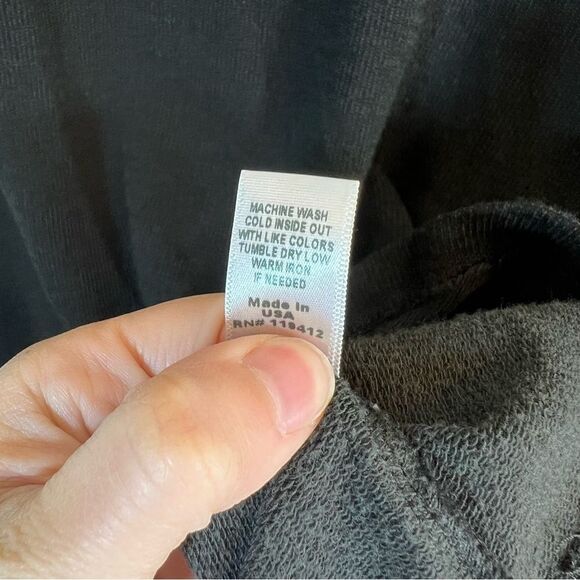 MACHINE WASH
COLD INSIDE OUT
WITH LIKE COLORS
TUMBLE DRY LOW
WARM IRON
IF NEEDED
Made In
USA
RN# 119412